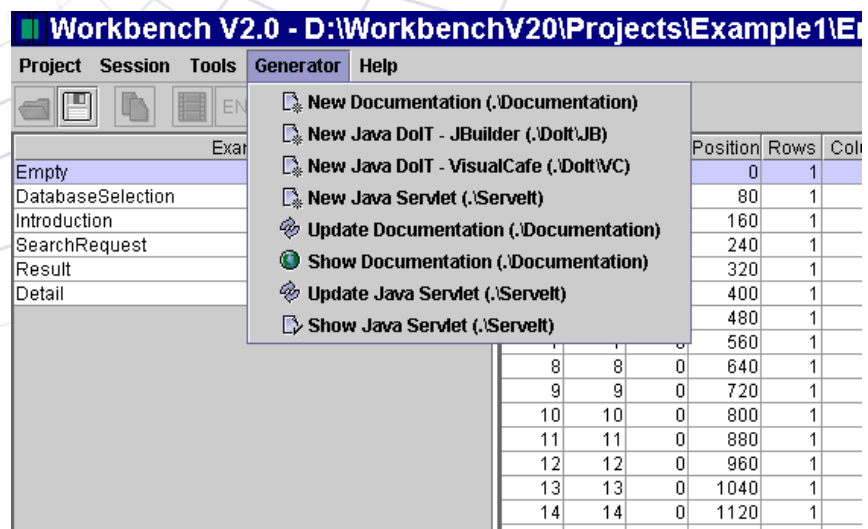 Workbench V2.0 - D:\WorkbenchV20\Projects\Example1\
Project Session Tools Generator Help
New Documentation (.\Documentation)
New Java DoIT - JBuilder (.\DoIt\JB)
New Java DoIT - VisualCafe (.\DoIt\VC)
New Java Servlet (.\ServeIt)
Update Documentation (.\Documentation)
Show Documentation (.\Documentation)
Update Java Servlet (.\ServeIt)
Show Java Servlet (.\ServeIt)
EN
Exar
Empty
DatabaseSelection
Introduction
SearchRequest
Result
Detail
Position Rows Colu
0 1
80 1
160 1
240 1
320 1
400 1
480 1
560 1
8 8 0 640 1
9 9 0 720 1
10 10 0 800 1
11 11 0 880 1
12 12 0 960 1
13 13 0 1040 1
14 14 0 1120 1